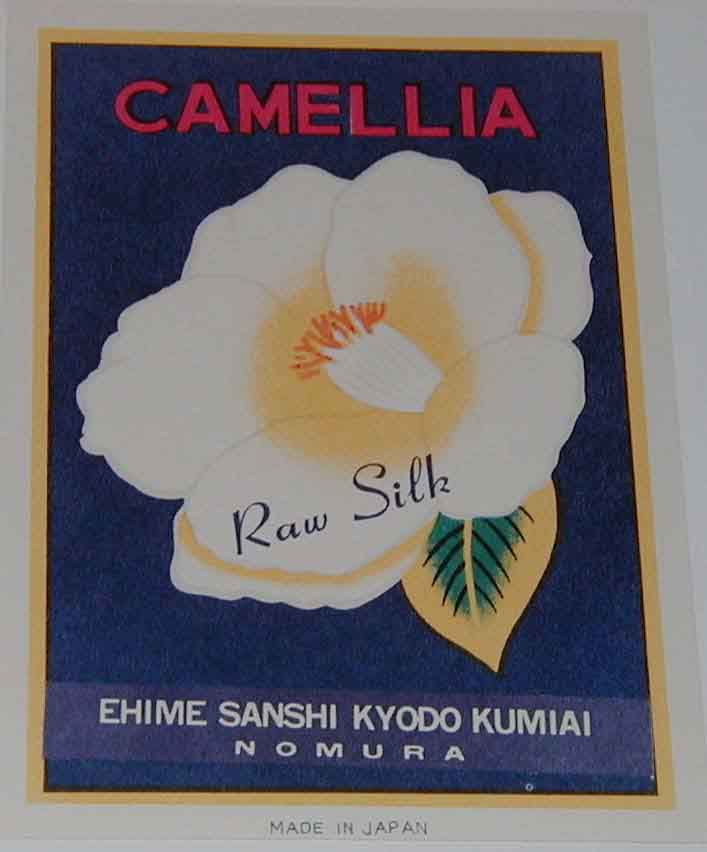 CAMELLIA
Raw Silk
EHIME SANSHI KYODO KUMIAI
NOMURA
MADE IN JAPAN